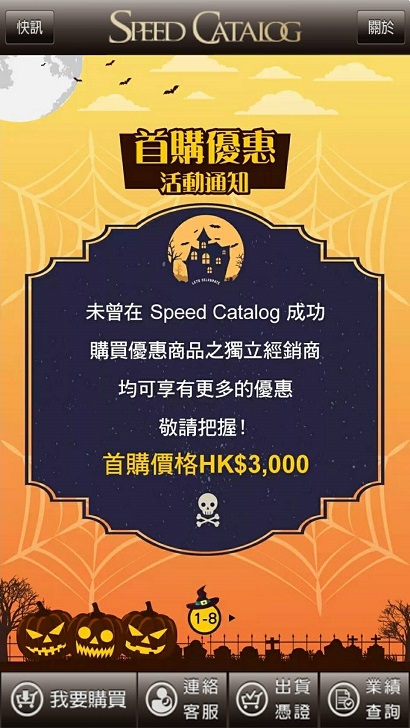 快訊
SPEED CATALOG
關於
首購優惠
活動通知
LET'S CELEBRATE
未曾在 Speed Catalog 成功
購買優惠商品之獨立經銷商
均可享有更多的優惠
敬請把握!
首購價格HK$3,000
1-8
我要購買
連絡
客服
出貨
憑證
業績
查詢